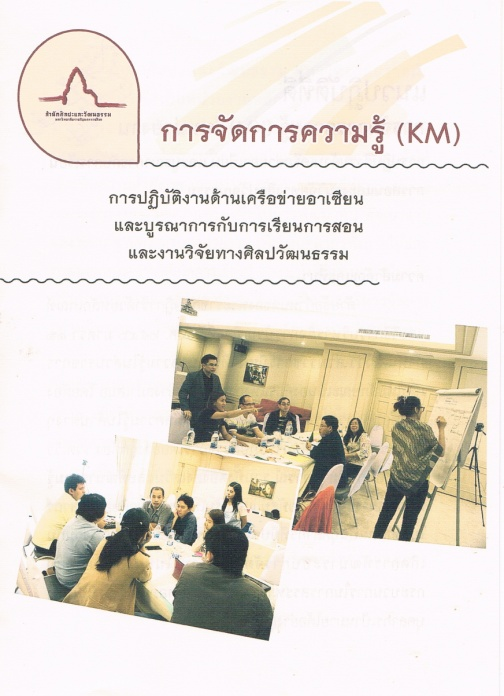 สำนักศิลปะและวัฒนธรรม
การจัดการความรู้ (KM)
การปฏิบัติงานด้านเครือข่ายอาเซียน
และบูรณาการกับการเรียนการสอน
และงานวิจัยทางศิลปวัฒนธรรม